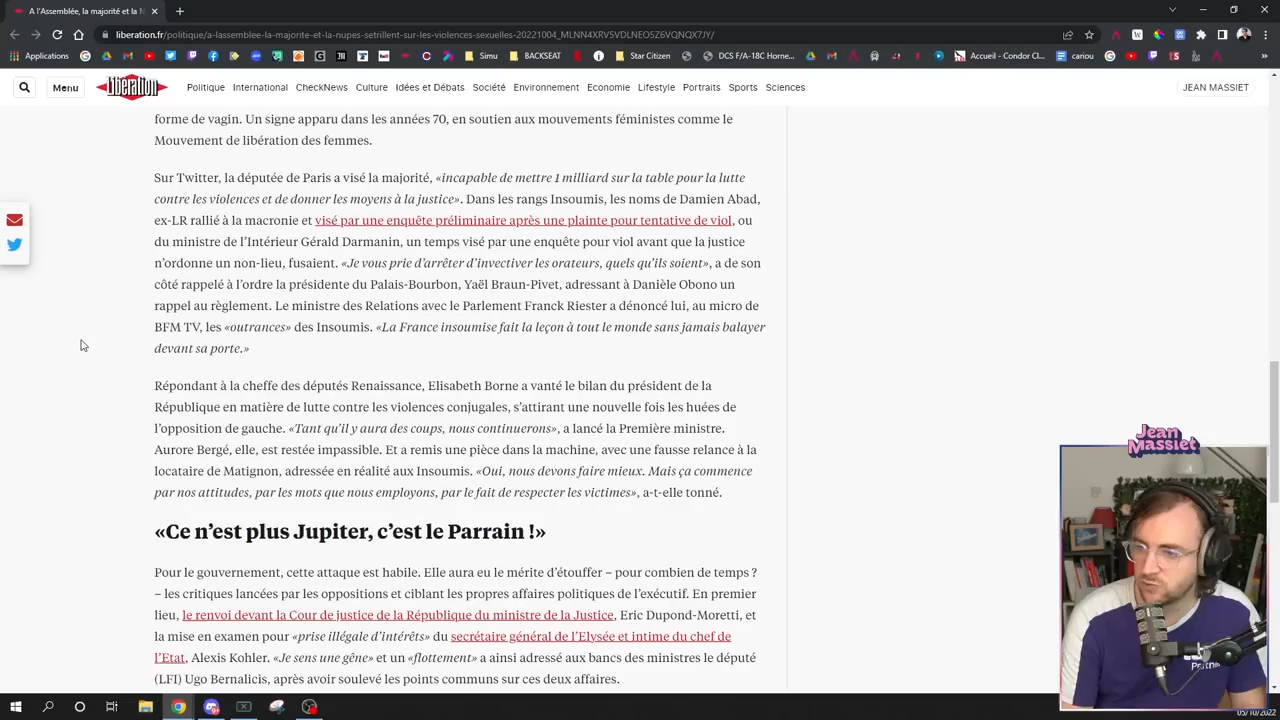 A l'Assemblée, la majorité et la N
liberation.fr/politique/a-lassemblee-la-majorite-et-la-nupes-setrillent-sur-les-violences-sexuelles-20221004_MLNN4XRV5VDLNEO5Z6VQNQX7JY/
Applications
Simu
BACKSEAT
Star Citizen
DCS F/A-18C Horne...
Accueil - Condor Cl...
cariou
Menu
Libération
Politique International CheckNews Culture Idées et Débats Société Environnement Economie Lifestyle Portraits Sports Sciences
JEAN MASSIET
forme de vagin. Un signe apparu dans les années 70, en soutien aux mouvements féministes comme le
Mouvement de libération des femmes.
Sur Twitter, la députée de Paris a visé la majorité, «incapable de mettre 1 milliard sur la table pour la lutte
contre les violences et de donner les moyens à la justice». Dans les rangs Insoumis, les noms de Damien Abad,
ex-LR rallié à la macronie et visé par une enquête préliminaire après une plainte pour tentative de viol, ou
du ministre de l'Intérieur Gérald Darmanin, un temps visé par une enquête pour viol avant que la justice
n'ordonne un non-lieu, fusaient. «Je vous prie d'arrêter d'invectiver les orateurs, quels qu'ils soient», a de son
côté rappelé à l'ordre la présidente du Palais-Bourbon, Yaël Braun-Pivet, adressant à Danièle Obono un
rappel au règlement. Le ministre des Relations avec le Parlement Franck Riester a dénoncé lui, au micro de
BFM TV, les «outrances» des Insoumis. «La France insoumise fait la leçon à tout le monde sans jamais balayer
devant sa porte.»
Répondant à la cheffe des députés Renaissance, Elisabeth Borne a vanté le bilan du président de la
République en matière de lutte contre les violences conjugales, s'attirant une nouvelle fois les huées de
l'opposition de gauche. «Tant qu'il y aura des coups, nous continuerons», a lancé la Première ministre.
Aurore Bergé, elle, est restée impassible. Et a remis une pièce dans la machine, avec une fausse relance à la
locataire de Matignon, adressée en réalité aux Insoumis. «Oui, nous devons faire mieux. Mais ça commence
par nos attitudes, par les mots que nous employons, par le fait de respecter les victimes», a-t-elle tonné.
«Ce n'est plus Jupiter, c'est le Parrain !»
Pour le gouvernement, cette attaque est habile. Elle aura eu le mérite d'étouffer – pour combien de temps ?
– les critiques lancées par les oppositions et ciblant les propres affaires politiques de l'exécutif. En premier
lieu, le renvoi devant la Cour de justice de la République du ministre de la Justice, Eric Dupond-Moretti, et
la mise en examen pour «prise illégale d'intérêts» du secrétaire général de l'Elysée et intime du chef de
l'Etat, Alexis Kohler. «Je sens une gêne» et un «flottement» a ainsi adressé aux bancs des ministres le député
(LFI) Ugo Bernalicis, après avoir soulevé les points communs sur ces deux affaires.
Jean
Massiet
05/10/2022